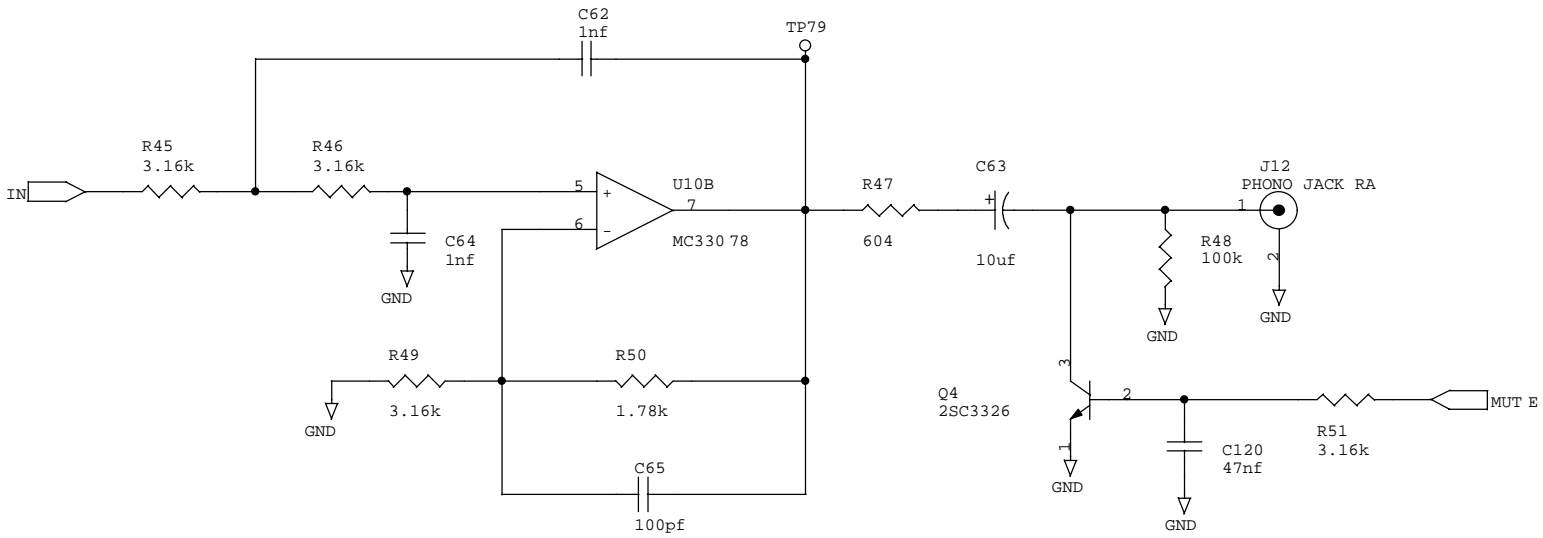 C62
1nf
TP79
R45
3.16k
R46
3.16k
IN
5
+
6
-
U10B
7
MC330 78
C64
1nf
GND
R47
604
C63
+
10uf
J12
PHONO JACK RA
1
2
R48
100k
GND
GND
R49
3.16k
GND
R50
1.78k
C65
100pf
3
Q4
2SC3326
2
1
GND
MUT E
R51
3.16k
C120
47nf
GND